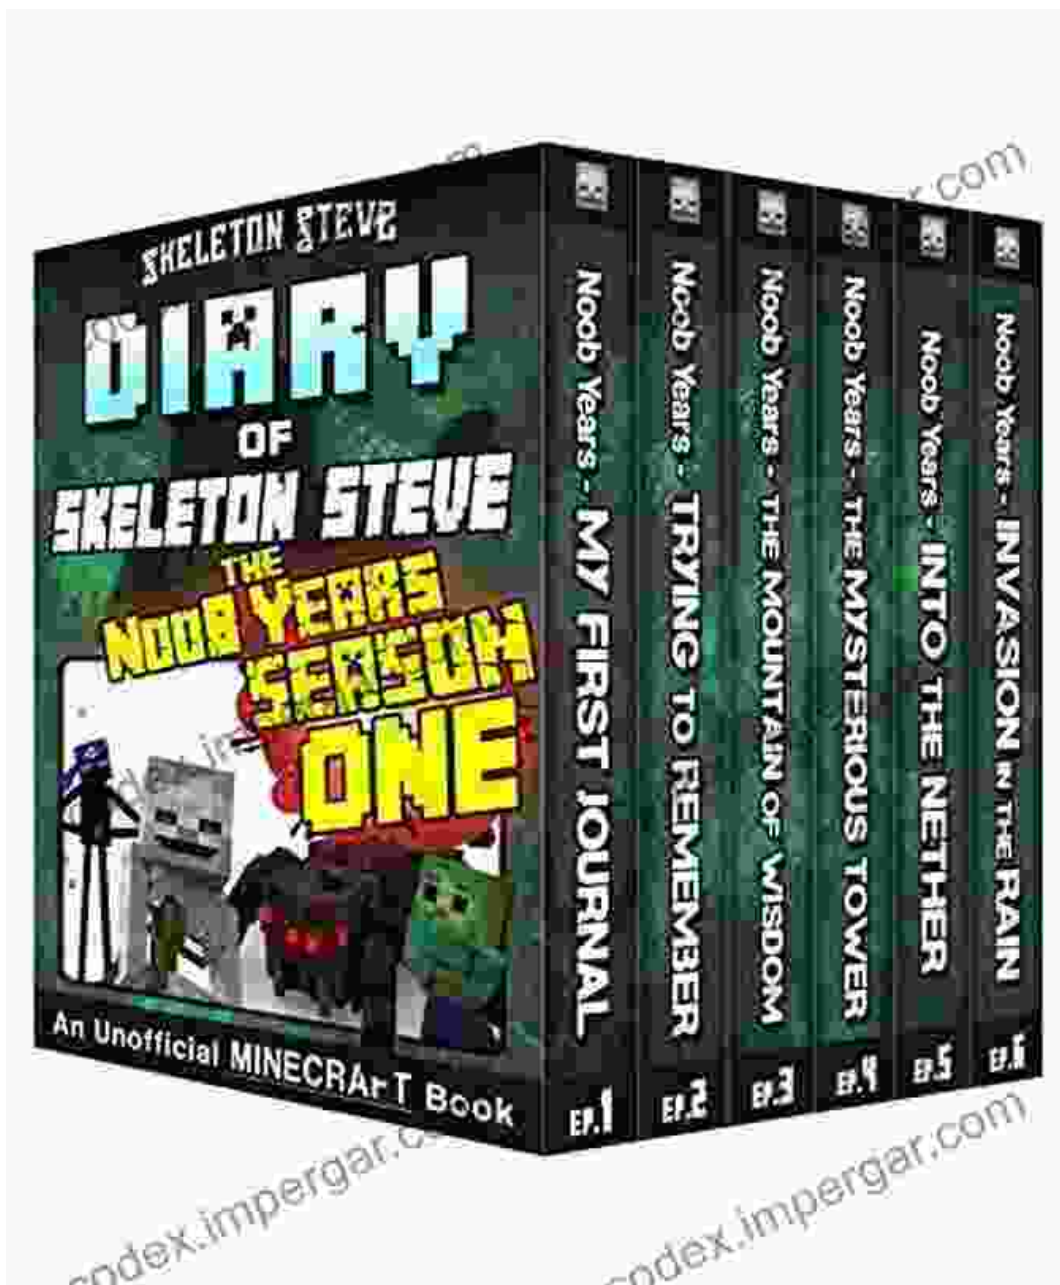 SKELETON STEVE
DIARY
OF
SKELETON STEVE
THE
NOOB YEARS
SEASON
ONE
An Unofficial MINECRAFT Book
Noob Years - MY FIRST JOURNAL
EP.1
Noob Years - TRYING TO REMEMBER
EP.2
Noob Years - THE MOUNTAIN OF WISDOM
EP.3
Noob Years - THE MYSTERIOUS TOWER
EP.4
Noob Years - INTO THE NETHER
EP.5
Noob Years - INVASION IN THE RAIN
EP.6
r.com
codex.impergar.c
codex.impergar.com